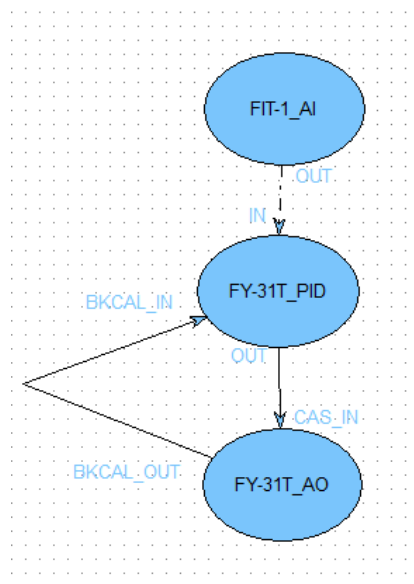 FIT-1_AI
OUT
IN
FY-31T_PID
BKCAL_IN
OUT
CAS_IN
BKCAL_OUT
FY-31T_AO